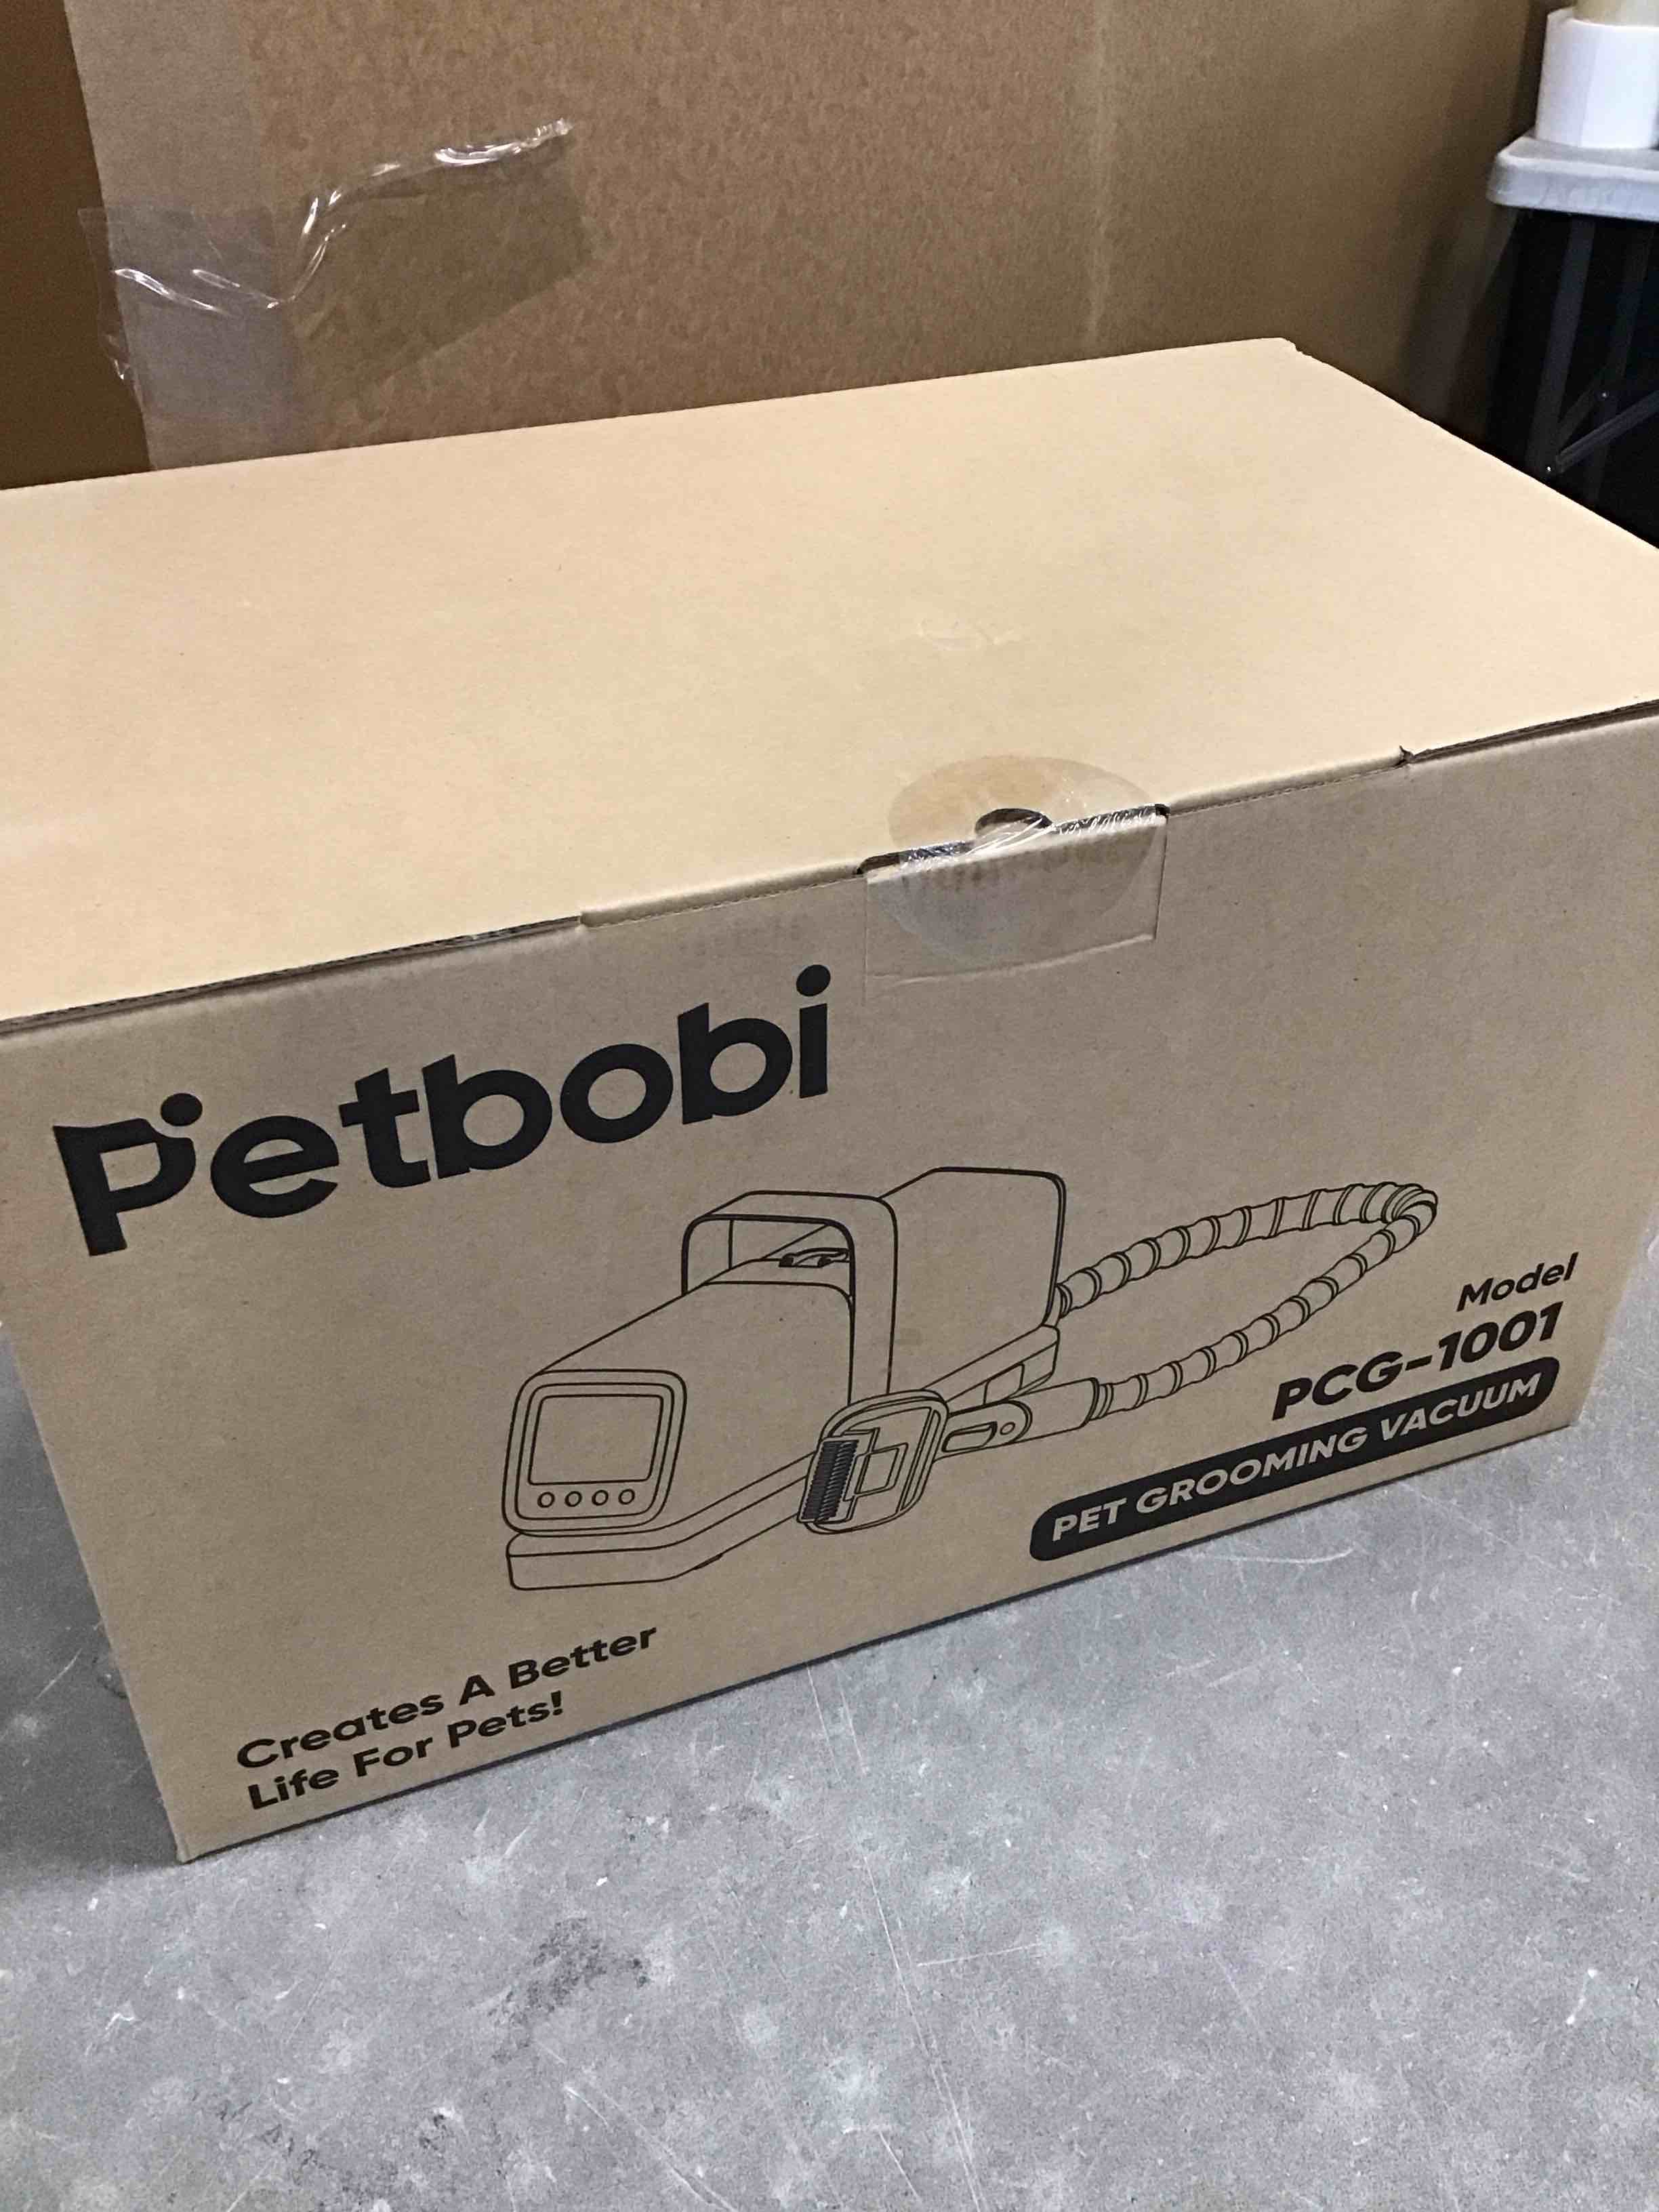 Petbobi
Model
PCG-1001
PET GROOMING VACUUM
Creates A Better
Life For Pets!